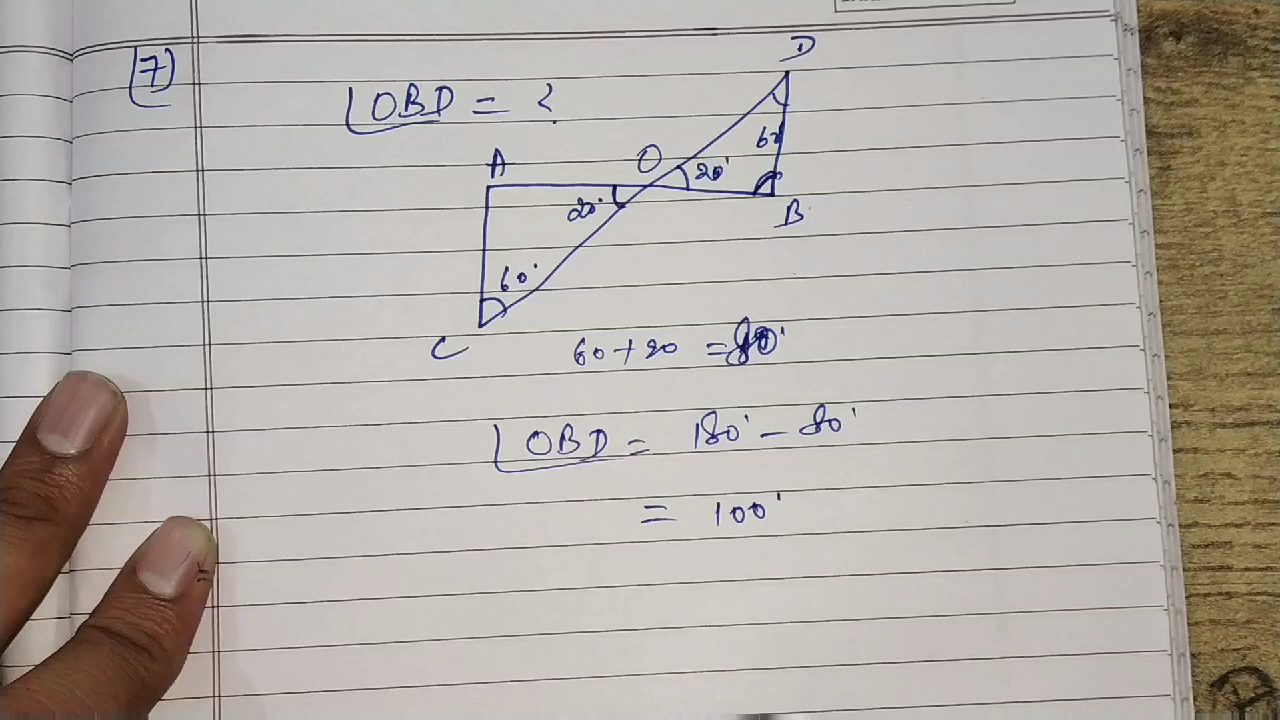 (7)
∠OBD = ?
D
A
O
60
20°
20°
B
60°
C
60+20 = 80°
∠OBD = 180° - 80°
= 100°